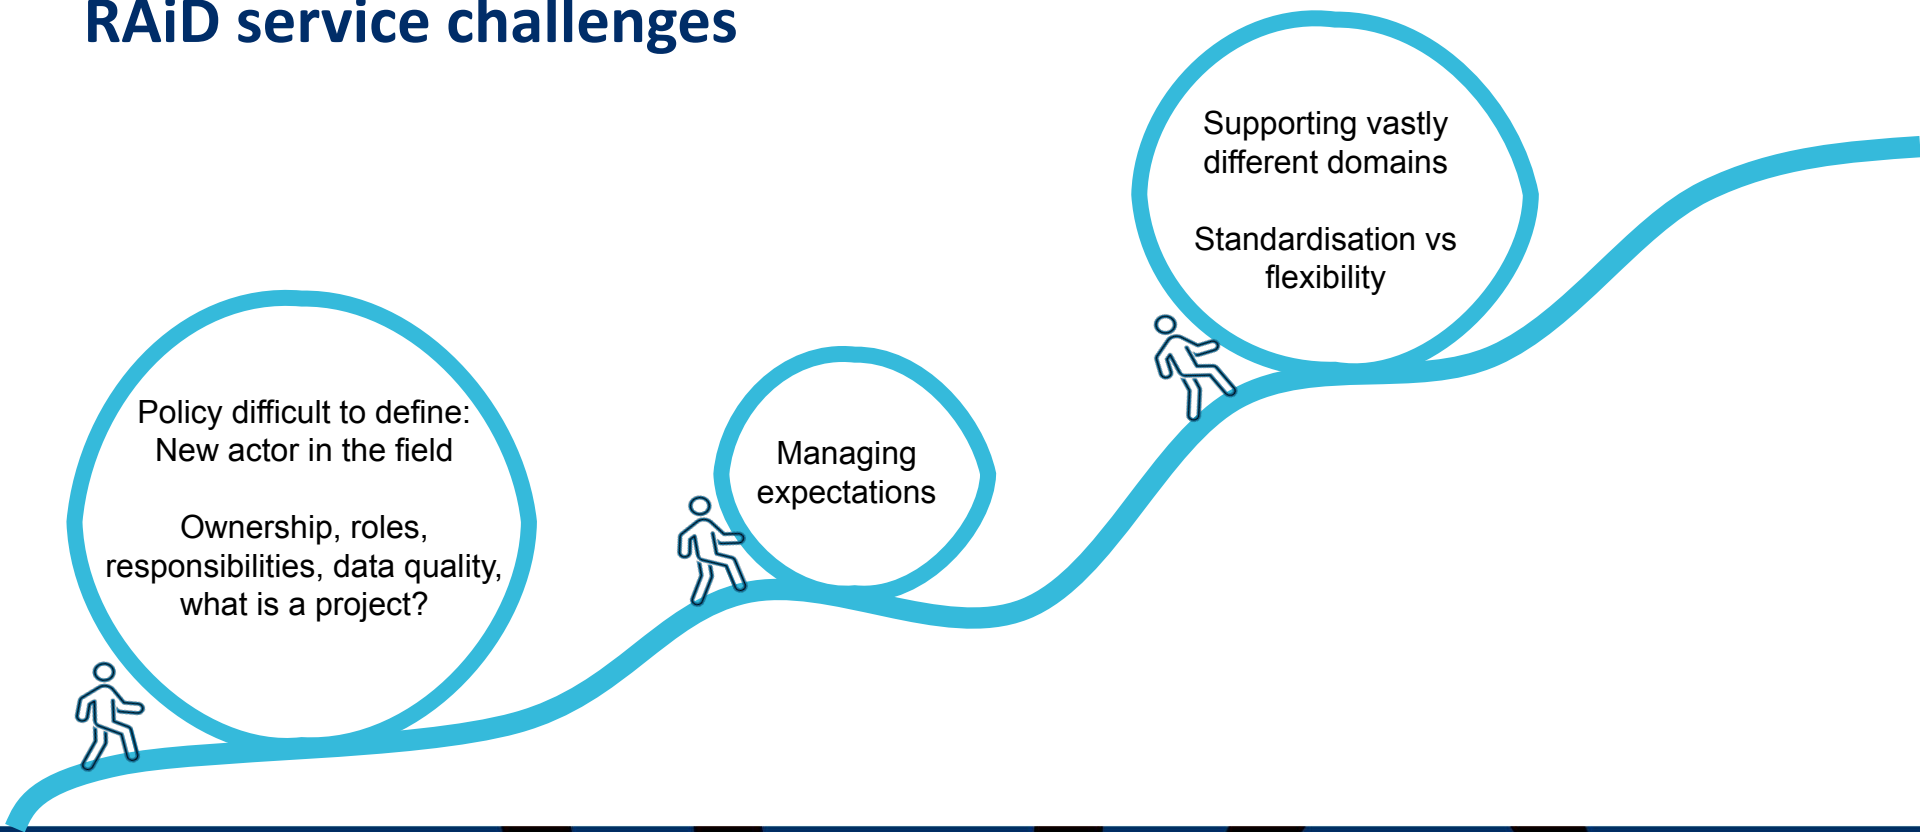 RAiD service challenges
Policy difficult to define:
New actor in the field
Ownership, roles,
responsibilities, data quality,
what is a project?
Managing
expectations
Supporting vastly
different domains
Standardisation vs
flexibility